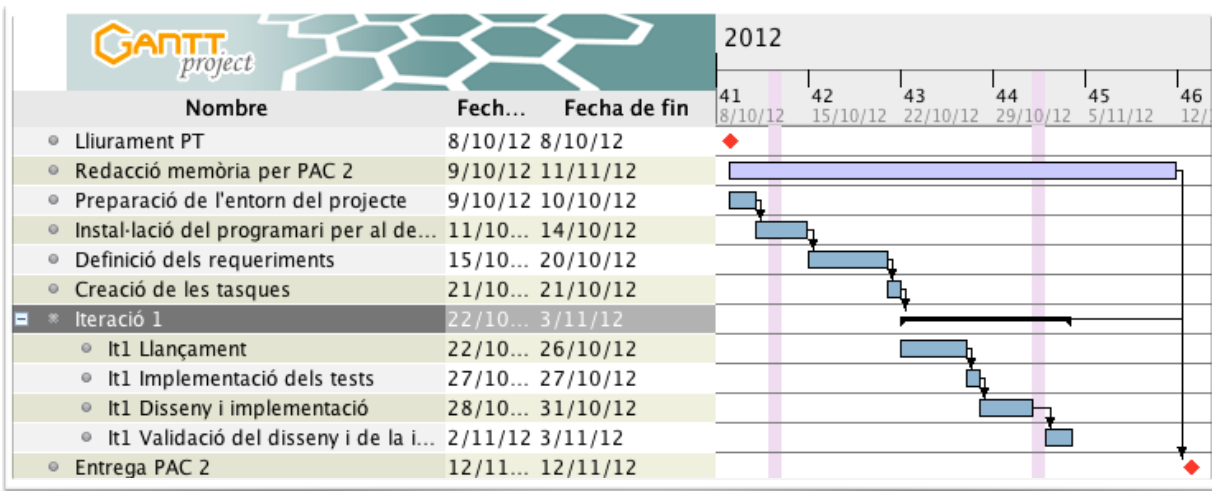 GANTT
project
2012
Nombre Fech... Fecha de fin
41 42 43 44 45 46
8/10/12 15/10/12 22/10/12 29/10/12 5/11/12 12/
Lliurament PT 8/10/12 8/10/12
Redacció memòria per PAC 2 9/10/12 11/11/12
Preparació de l'entorn del projecte 9/10/12 10/10/12
Instal·lació del programari per al de... 11/10... 14/10/12
Definició dels requeriments 15/10... 20/10/12
Creació de les tasques 21/10... 21/10/12
Iteració 1 22/10... 3/11/12
It1 Llançament 22/10... 26/10/12
It1 Implementació dels tests 27/10... 27/10/12
It1 Disseny i implementació 28/10... 31/10/12
It1 Validació del disseny i de la i... 2/11/12 3/11/12
Entrega PAC 2 12/11... 12/11/12